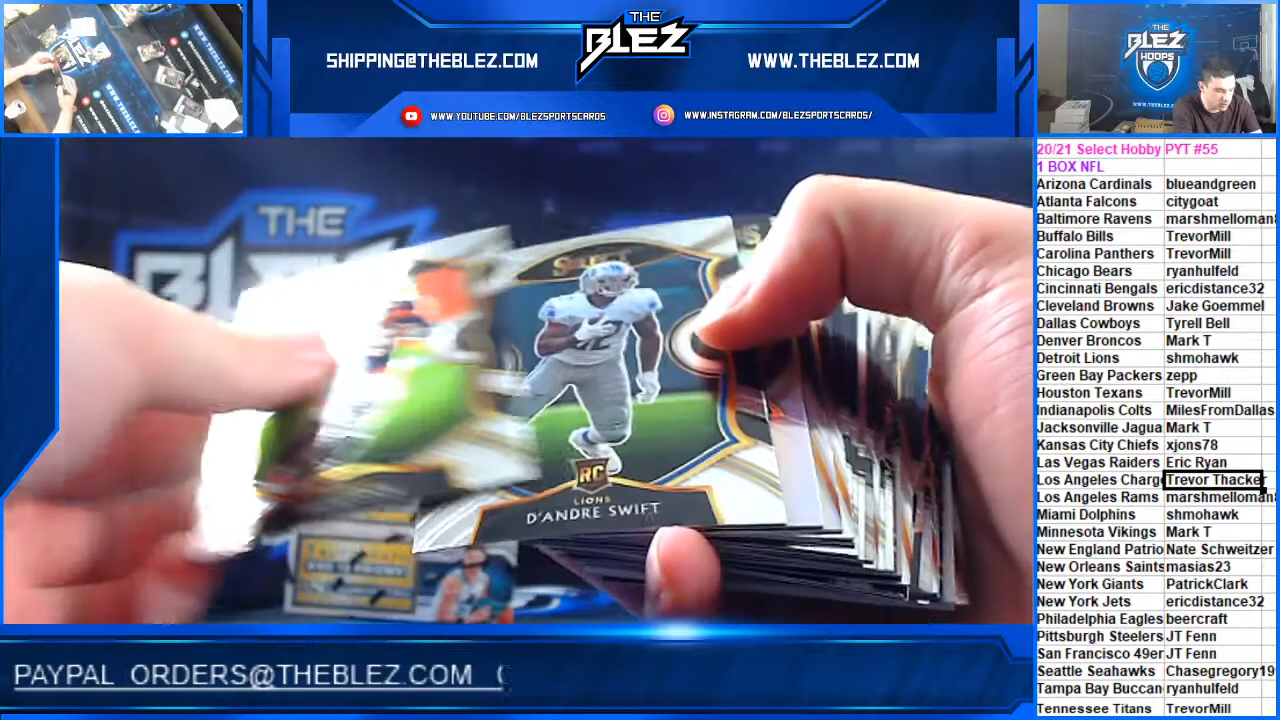 SHIPPING@THEBLEZ.COM
THE
BLEZ
WWW.THEBLEZ.COM
WWW.YOUTUBE.COM/BLEZSPORTSCARDS
WWW.INSTAGRAM.COM/BLEZSPORTSCARDS/
THE
BLEZ
HOOPS
THE
SELECT
RC
LIONS
D'ANDRE SWIFT
PAYPAL ORDERS@THEBLEZ.COM
20/21 Select Hobby PYT #55
1 BOX NFL
Arizona Cardinals blueandgreen
Atlanta Falcons citygoat
Baltimore Ravens marshmelloman
Buffalo Bills TrevorMill
Carolina Panthers TrevorMill
Chicago Bears ryanhulfeld
Cincinnati Bengals ericdistance32
Cleveland Browns Jake Goemmel
Dallas Cowboys Tyrell Bell
Denver Broncos Mark T
Detroit Lions shmohawk
Green Bay Packers zepp
Houston Texans TrevorMill
Indianapolis Colts MilesFromDallas
Jacksonville Jagua Mark T
Kansas City Chiefs xjons78
Las Vegas Raiders Eric Ryan
Los Angeles Charg Trevor Thacker
Los Angeles Rams marshmelloman
Miami Dolphins shmohawk
Minnesota Vikings Mark T
New England Patrio Nate Schweitzer
New Orleans Saints masias23
New York Giants PatrickClark
New York Jets ericdistance32
Philadelphia Eagles beercraft
Pittsburgh Steelers JT Fenn
San Francisco 49er JT Fenn
Seattle Seahawks Chasegregory19
Tampa Bay Buccan ryanhulfeld
Tennessee Titans TrevorMill